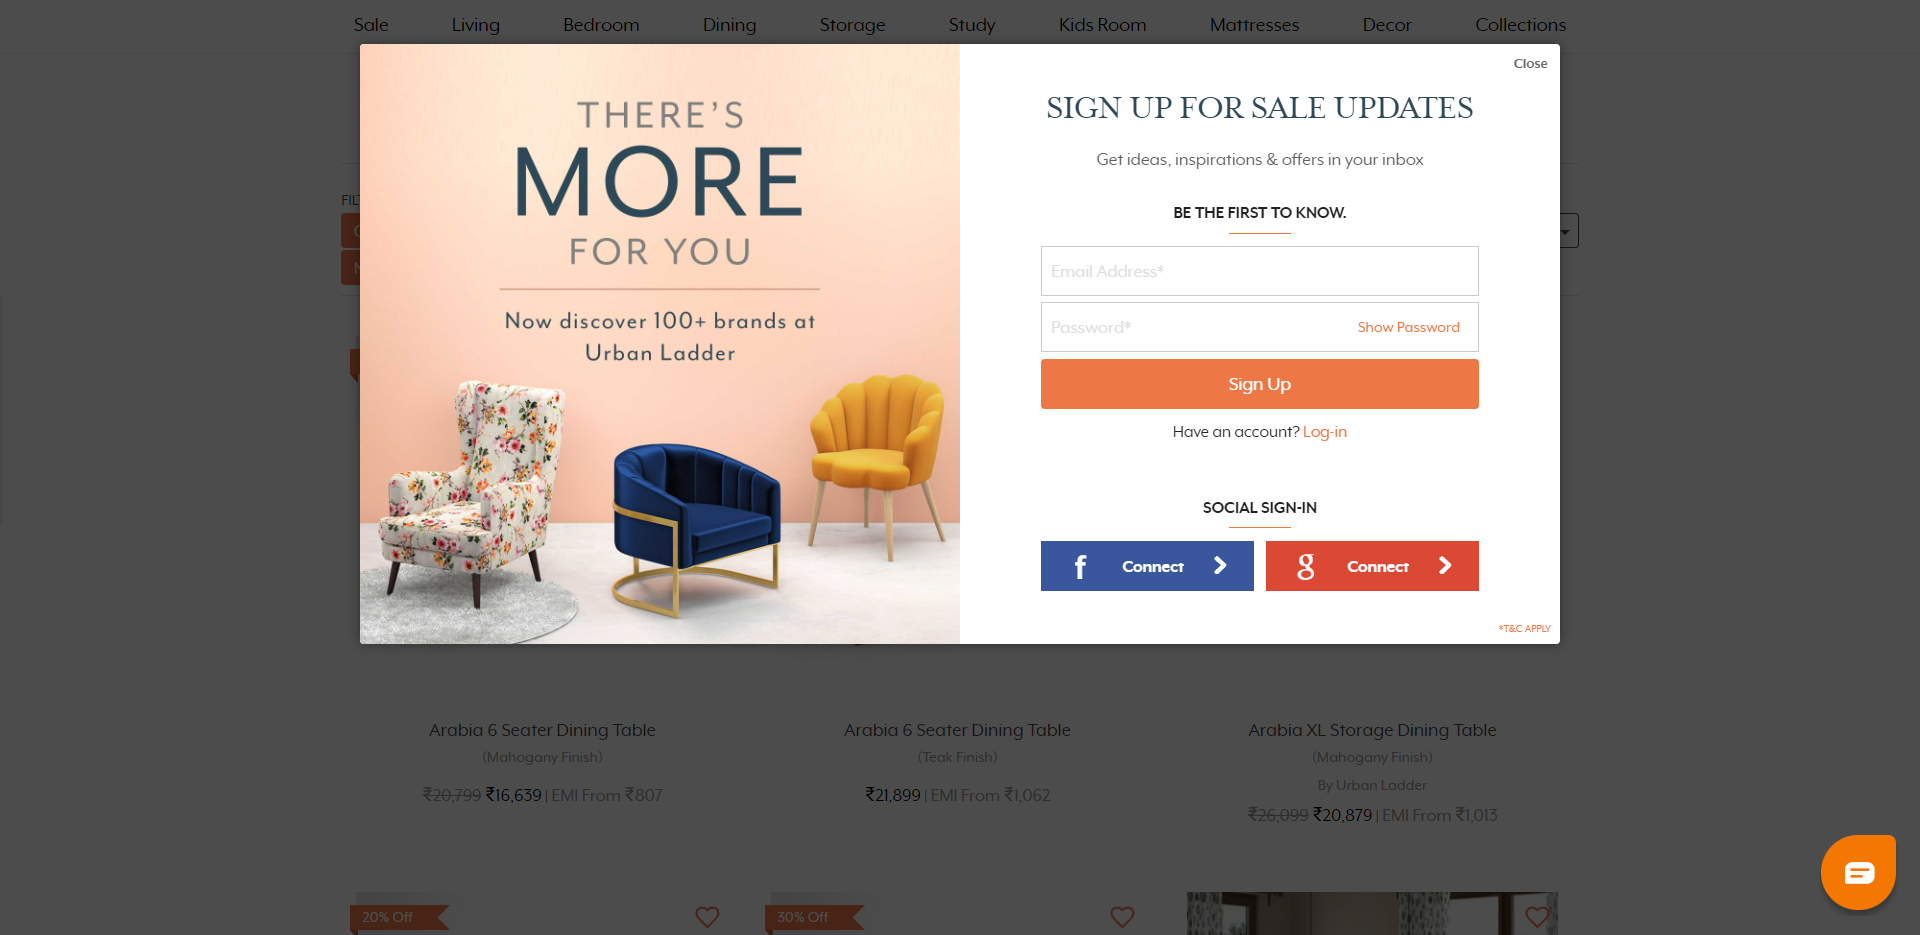 Sale Living Bedroom Dining Storage Study Kids Room Mattresses Decor Collections
THERE'S
MORE
FOR YOU
Now discover 100+ brands at
Urban Ladder
Close
SIGN UP FOR SALE UPDATES
Get ideas, inspirations & offers in your inbox
BE THE FIRST TO KNOW.
Email Address*
Password* Show Password
Sign Up
Have an account? Log-in
SOCIAL SIGN-IN
f Connect
g Connect
*T&C APPLY
Arabia 6 Seater Dining Table
(Mahogany Finish)
₹20,799 ₹16,639 | EMI From ₹807
Arabia 6 Seater Dining Table
(Teak Finish)
₹21,899 | EMI From ₹1,062
Arabia XL Storage Dining Table
(Mahogany Finish)
By Urban Ladder
₹26,099 ₹20,879 | EMI From ₹1,013
20% Off
30% Off